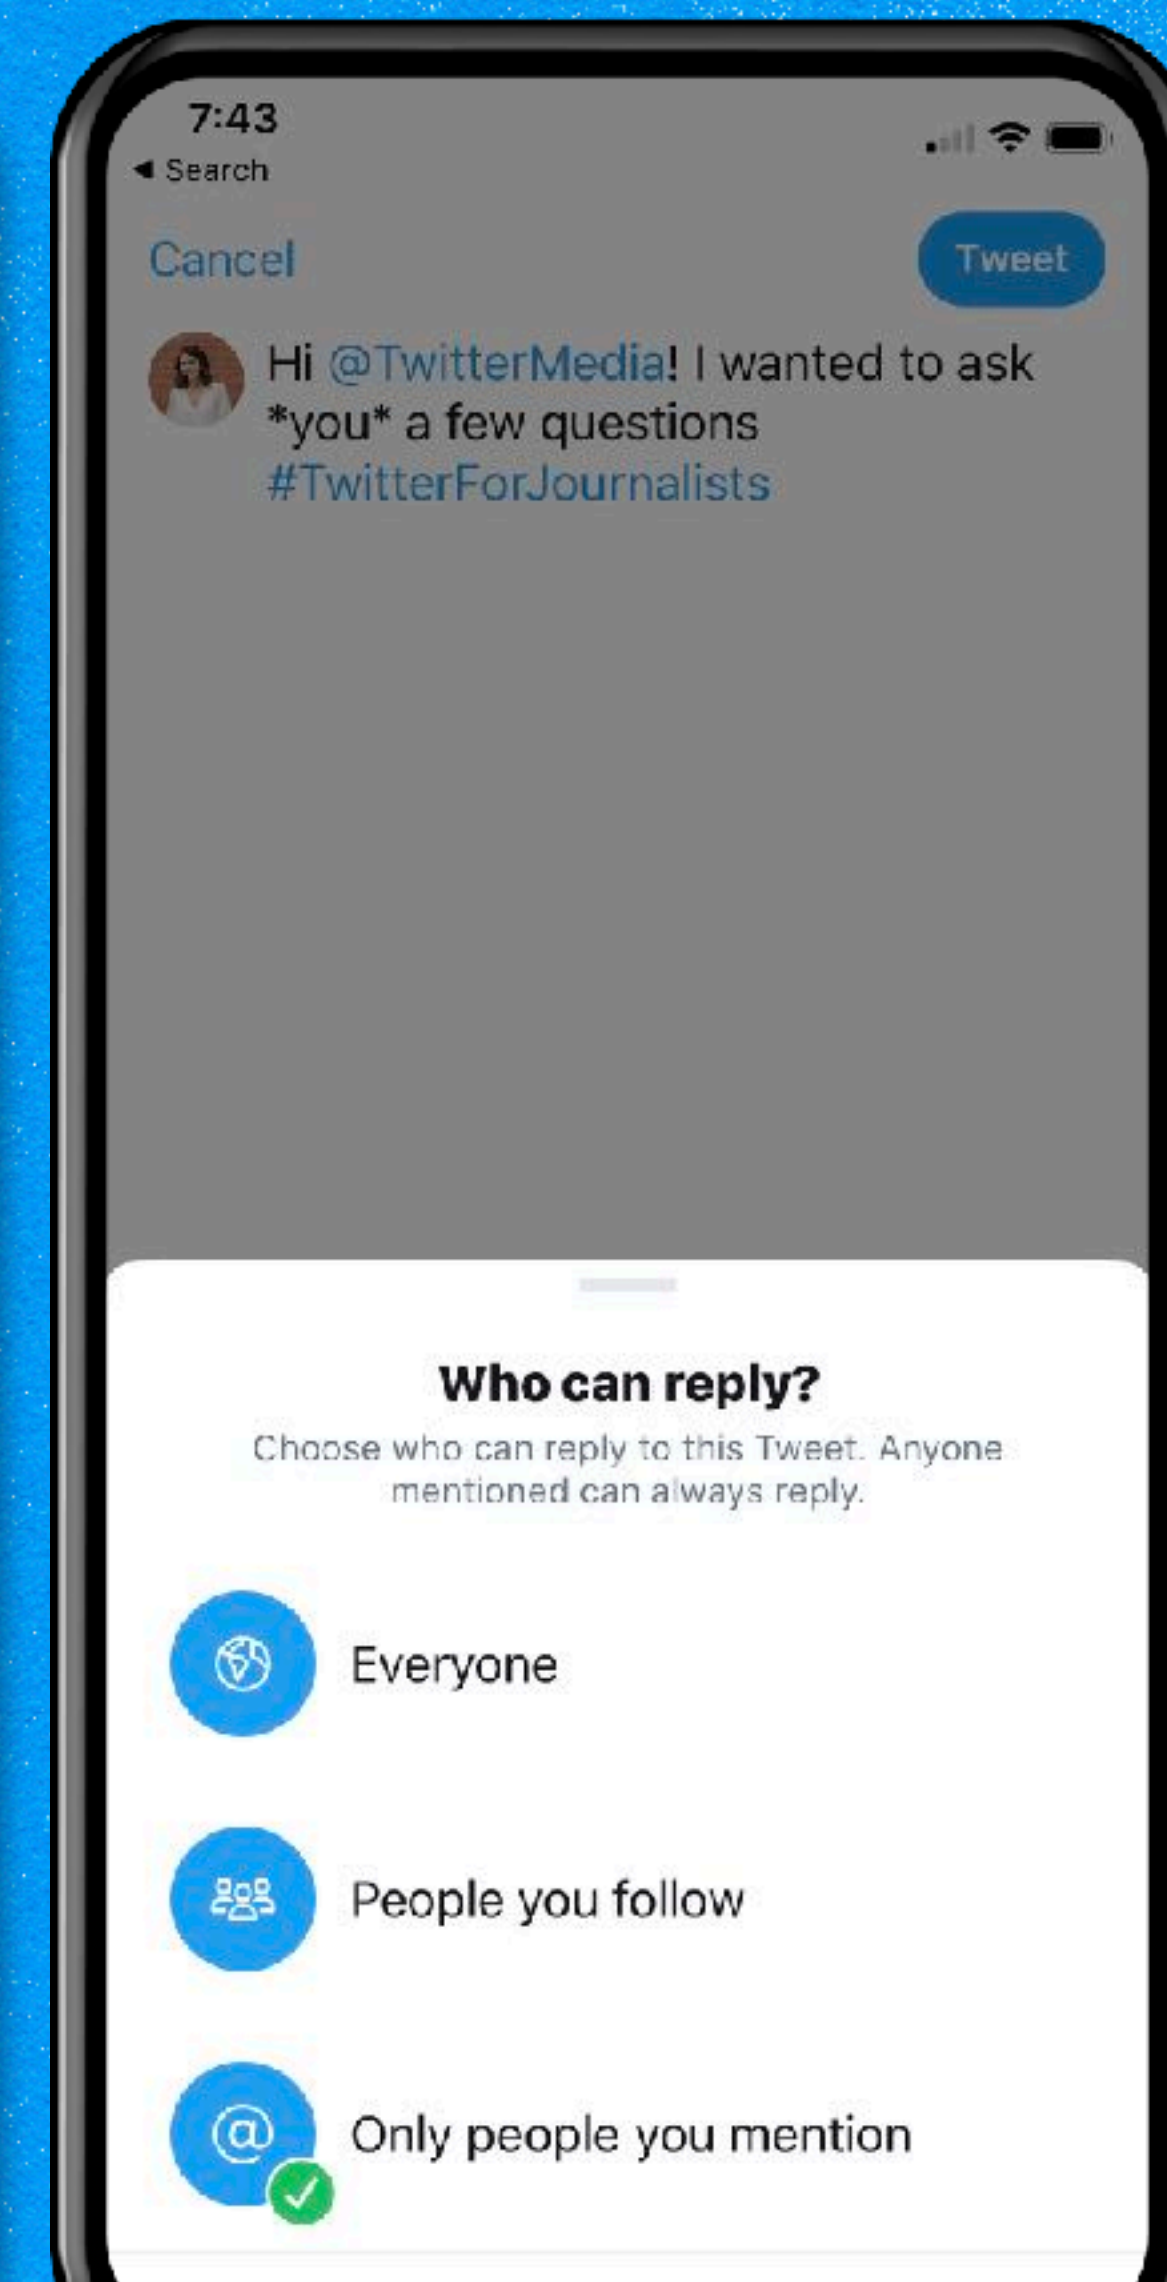 7:43
◀ Search
Cancel
Tweet
Hi @TwitterMedia! I wanted to ask
*you* a few questions
#TwitterForJournalists
Who can reply?
Choose who can reply to this Tweet. Anyone
mentioned can always reply.
Everyone
People you follow
@
Only people you mention